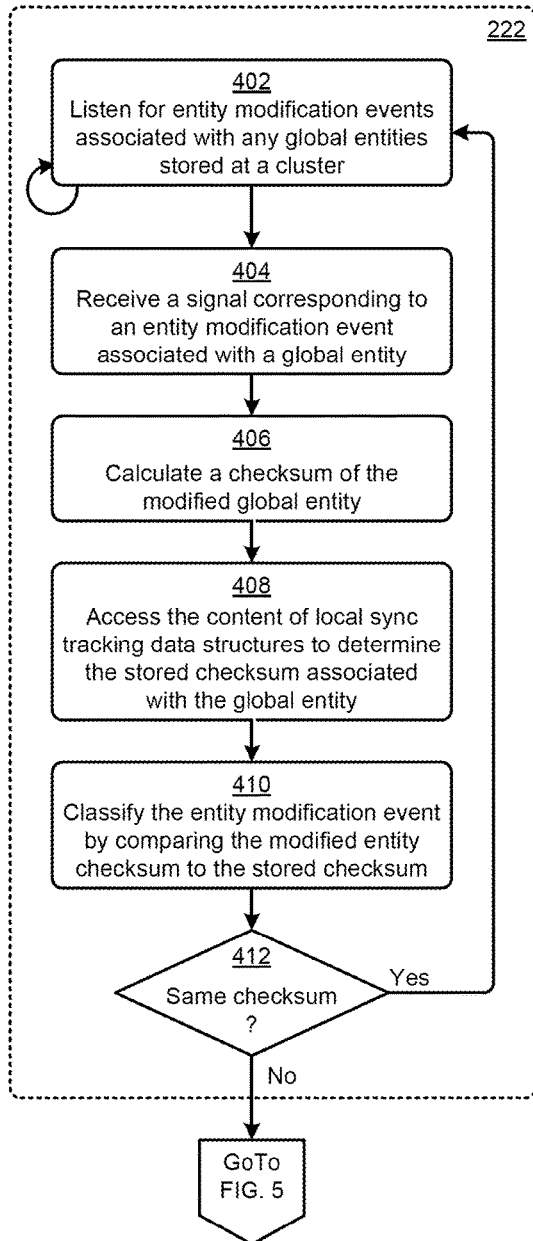 222
402
Listen for entity modification events
associated with any global entities
stored at a cluster
404
Receive a signal corresponding to
an entity modification event
associated with a global entity
406
Calculate a checksum of the
modified global entity
408
Access the content of local sync
tracking data structures to determine
the stored checksum associated
with the global entity
410
Classify the entity modification event
by comparing the modified entity
checksum to the stored checksum
412
Same checksum
?
Yes
No
GoTo
FIG. 5